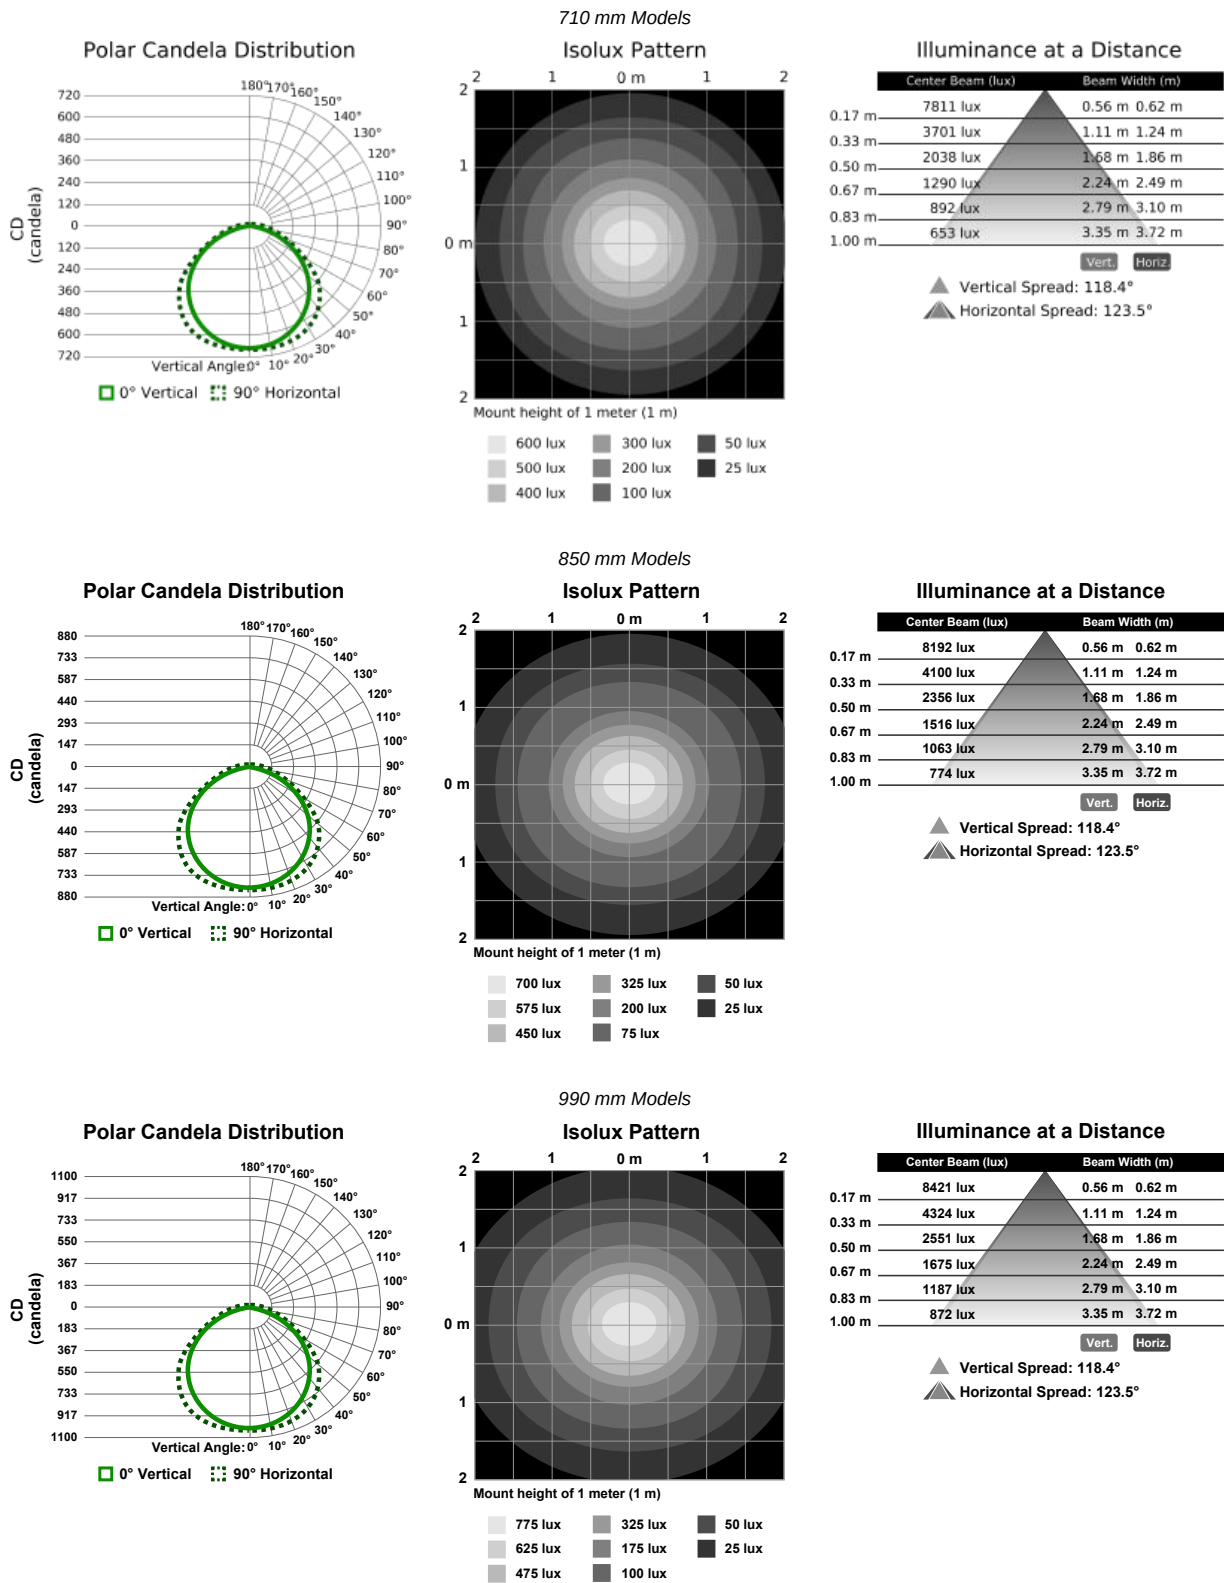 710 mm Models
Polar Candela Distribution
720
600
480
360
240
120
0
120
240
360
480
600
720
CD
(candela)
180°
170°
160°
150°
140°
130°
120°
110°
100°
90°
80°
70°
60°
50°
40°
30°
20°
10°
0°
Vertical Angle:
0° Vertical 90° Horizontal
Isolux Pattern
2 1 0 m 1 2
2
1
0 m
1
2
Mount height of 1 meter (1 m)
600 lux 300 lux 50 lux
500 lux 200 lux 25 lux
400 lux 100 lux
Illuminance at a Distance
Center Beam (lux) Beam Width (m)
0.17 m 7811 lux 0.56 m 0.62 m
0.33 m 3701 lux 1.11 m 1.24 m
0.50 m 2038 lux 1.68 m 1.86 m
0.67 m 1290 lux 2.24 m 2.49 m
0.83 m 892 lux 2.79 m 3.10 m
1.00 m 653 lux 3.35 m 3.72 m
Vert. Horiz.
Vertical Spread: 118.4°
Horizontal Spread: 123.5°
850 mm Models
Polar Candela Distribution
880
733
587
440
293
147
0
147
293
440
587
733
880
CD
(candela)
180°
170°
160°
150°
140°
130°
120°
110°
100°
90°
80°
70°
60°
50°
40°
30°
20°
10°
0°
Vertical Angle:
0° Vertical 90° Horizontal
Isolux Pattern
2 1 0 m 1 2
2
1
0 m
1
2
Mount height of 1 meter (1 m)
700 lux 325 lux 50 lux
575 lux 200 lux 25 lux
450 lux 75 lux
Illuminance at a Distance
Center Beam (lux) Beam Width (m)
0.17 m 8192 lux 0.56 m 0.62 m
0.33 m 4100 lux 1.11 m 1.24 m
0.50 m 2356 lux 1.68 m 1.86 m
0.67 m 1516 lux 2.24 m 2.49 m
0.83 m 1063 lux 2.79 m 3.10 m
1.00 m 774 lux 3.35 m 3.72 m
Vert. Horiz.
Vertical Spread: 118.4°
Horizontal Spread: 123.5°
990 mm Models
Polar Candela Distribution
1100
917
733
550
367
183
0
183
367
550
733
917
1100
CD
(candela)
180°
170°
160°
150°
140°
130°
120°
110°
100°
90°
80°
70°
60°
50°
40°
30°
20°
10°
0°
Vertical Angle:
0° Vertical 90° Horizontal
Isolux Pattern
2 1 0 m 1 2
2
1
0 m
1
2
Mount height of 1 meter (1 m)
775 lux 325 lux 50 lux
625 lux 175 lux 25 lux
475 lux 100 lux
Illuminance at a Distance
Center Beam (lux) Beam Width (m)
0.17 m 8421 lux 0.56 m 0.62 m
0.33 m 4324 lux 1.11 m 1.24 m
0.50 m 2551 lux 1.68 m 1.86 m
0.67 m 1675 lux 2.24 m 2.49 m
0.83 m 1187 lux 2.79 m 3.10 m
1.00 m 872 lux 3.35 m 3.72 m
Vert. Horiz.
Vertical Spread: 118.4°
Horizontal Spread: 123.5°